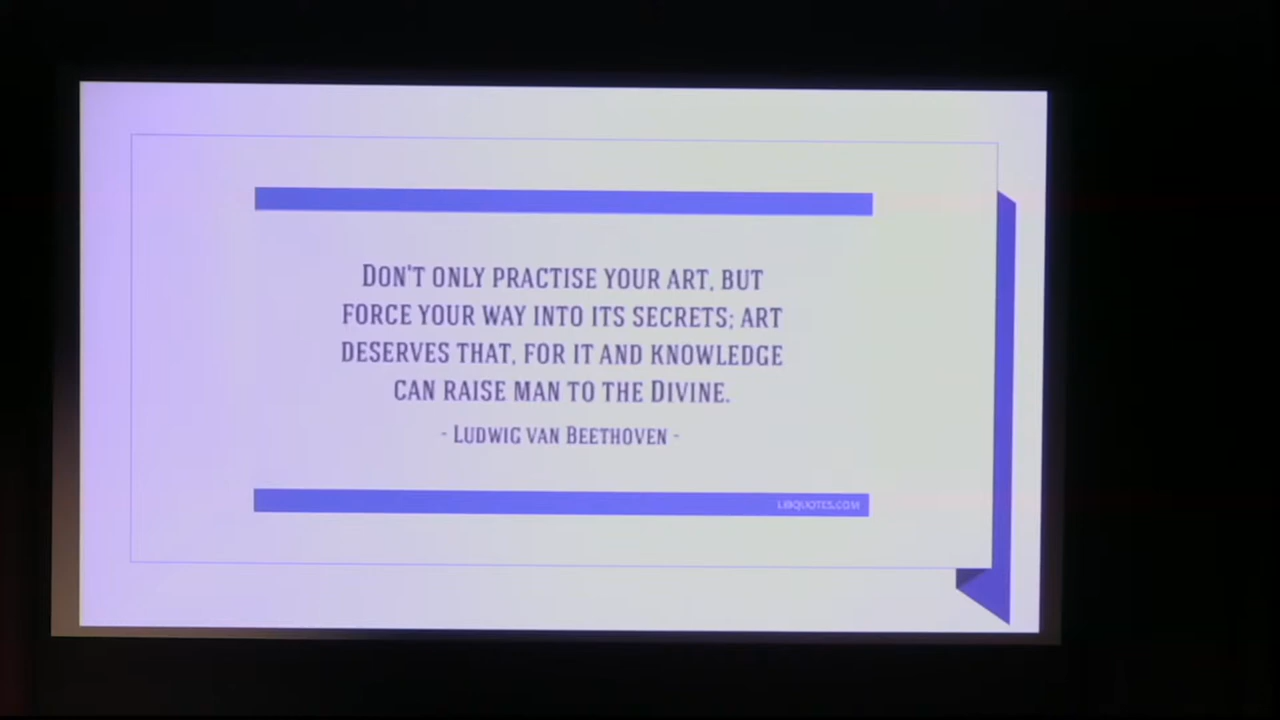 Don't only practise your art, but
force your way into its secrets; art
deserves that, for it and knowledge
can raise man to the Divine.
- Ludwig van Beethoven -
LIBQUOTES.COM